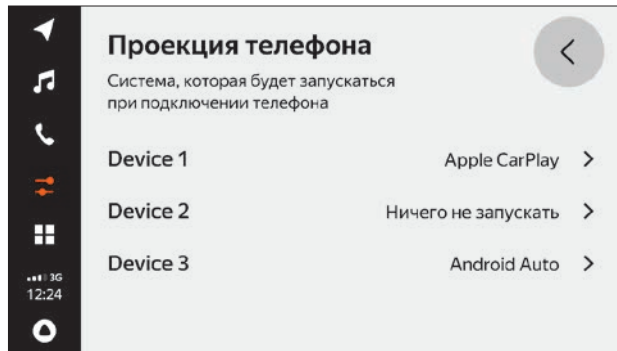 Проекция телефона
Система, которая будет запускаться
при подключении телефона
Device 1 Apple CarPlay
Device 2 Ничего не запускать
Device 3 Android Auto
3G
12:24